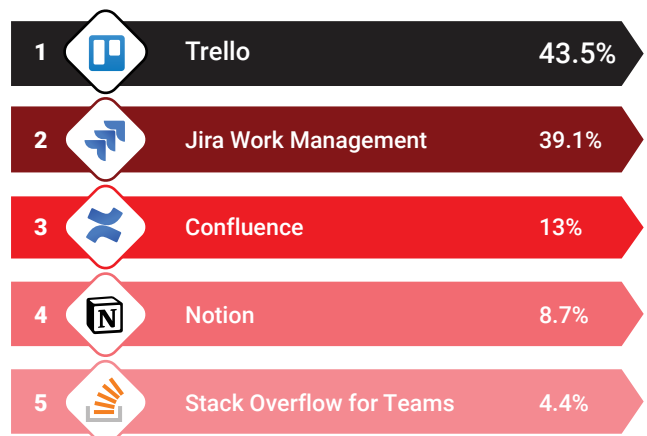 1 Trello 43.5%
2 Jira Work Management 39.1%
3 Confluence 13%
4 N Notion 8.7%
5 Stack Overflow for Teams 4.4%